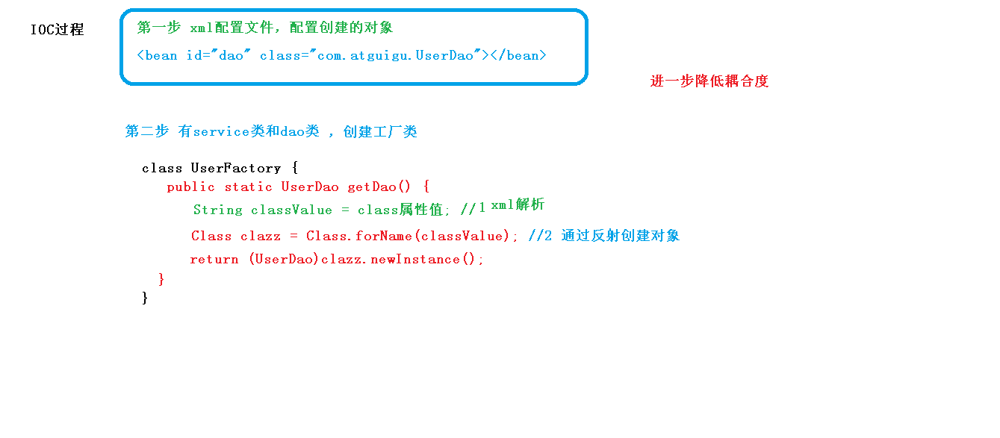 IOC过程
第一步 xml配置文件，配置创建的对象
<bean id="dao" class="com.atguigu.UserDao"></bean>
进一步降低耦合度
第二步 有service类和dao类 ，创建工厂类
class UserFactory {
public static UserDao getDao() {
String classValue = class属性值; //1 xml解析
Class clazz = Class.forName(classValue); //2 通过反射创建对象
return (UserDao)clazz.newInstance();
}
}